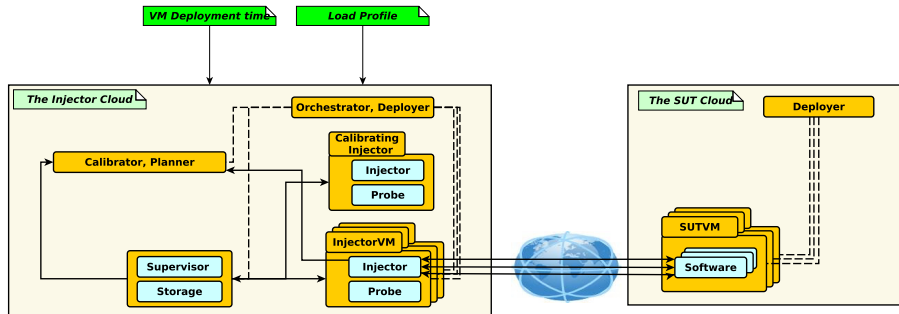 VM Deployment time
Load Profile
The Injector Cloud
Orchestrator, Deployer
The SUT Cloud
Deployer
Calibrating
Injector
Calibrator, Planner
Injector
Probe
SUTVM
InjectorVM
Supervisor
Injector
Software
Storage
Probe